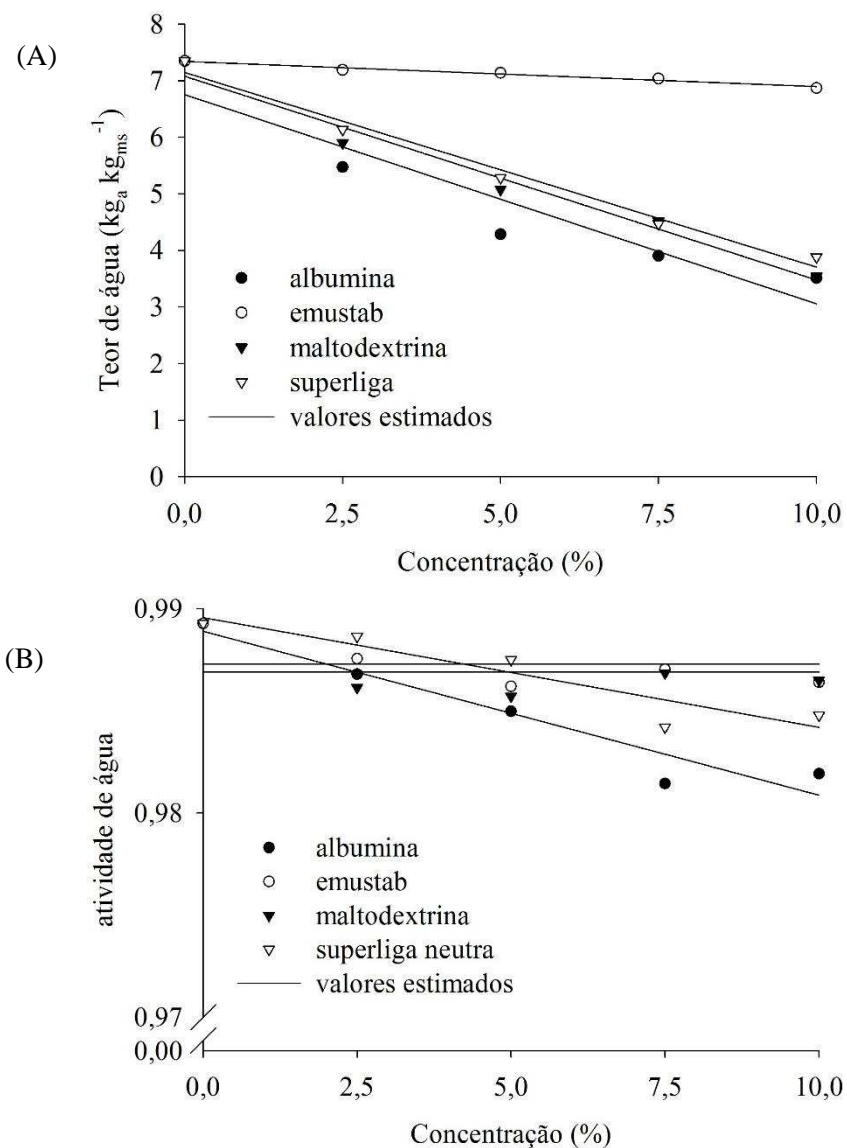 (A)
Teor de água (kgₐ kgₘₛ⁻¹)
8
7
6
5
4
3
2
1
0
albumina
emustab
maltodextrina
superliga
valores estimados
0,0 2,5 5,0 7,5 10,0
Concentração (%)
(B)
atividade de água
0,99
0,98
0,97
0,00
albumina
emustab
maltodextrina
superliga neutra
valores estimados
0,0 2,5 5,0 7,5 10,0
Concentração (%)